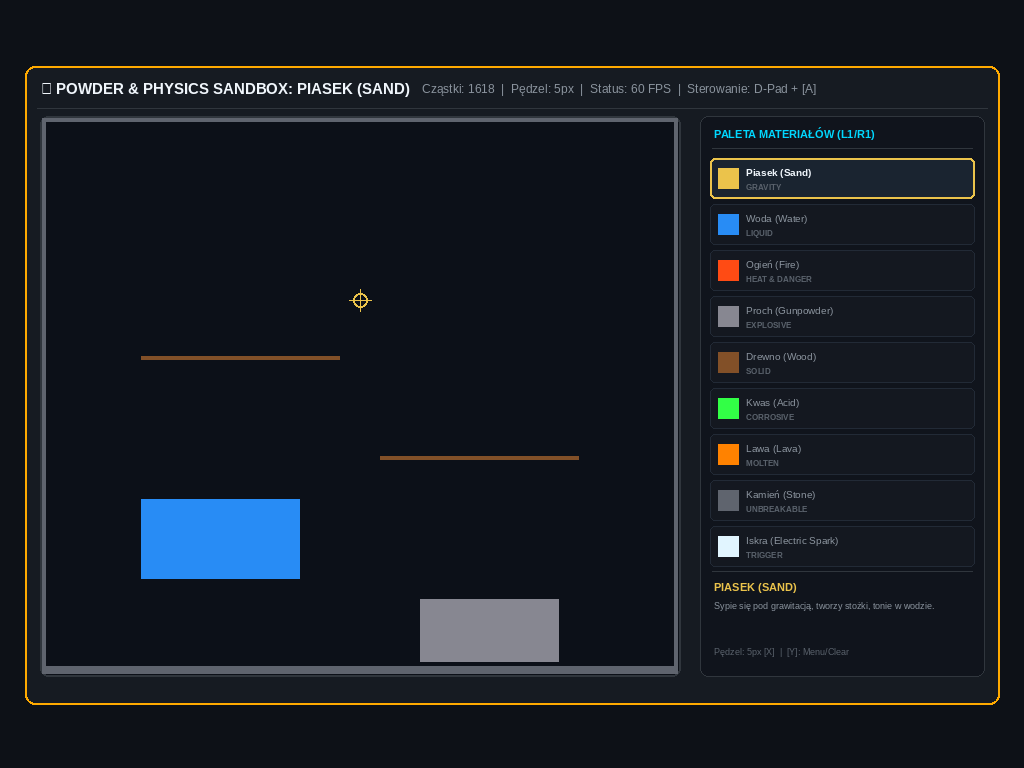 POWDER & PHYSICS SANDBOX: PIASEK (SAND) Cząstki: 1618 | Pędzel: 5px | Status: 60 FPS | Sterowanie: D-Pad + [A]
PALETA MATERIAŁÓW (L1/R1)
Piasek (Sand)
GRAVITY
Woda (Water)
LIQUID
Ogień (Fire)
HEAT & DANGER
Proch (Gunpowder)
EXPLOSIVE
Drewno (Wood)
SOLID
Kwas (Acid)
CORROSIVE
Lawa (Lava)
MOLTEN
Kamień (Stone)
UNBREAKABLE
Iskra (Electric Spark)
TRIGGER
PIASEK (SAND)
Sypie się pod grawitacją, tworzy stożki, tonie w wodzie.
Pędzel: 5px [X] | [Y]: Menu/Clear